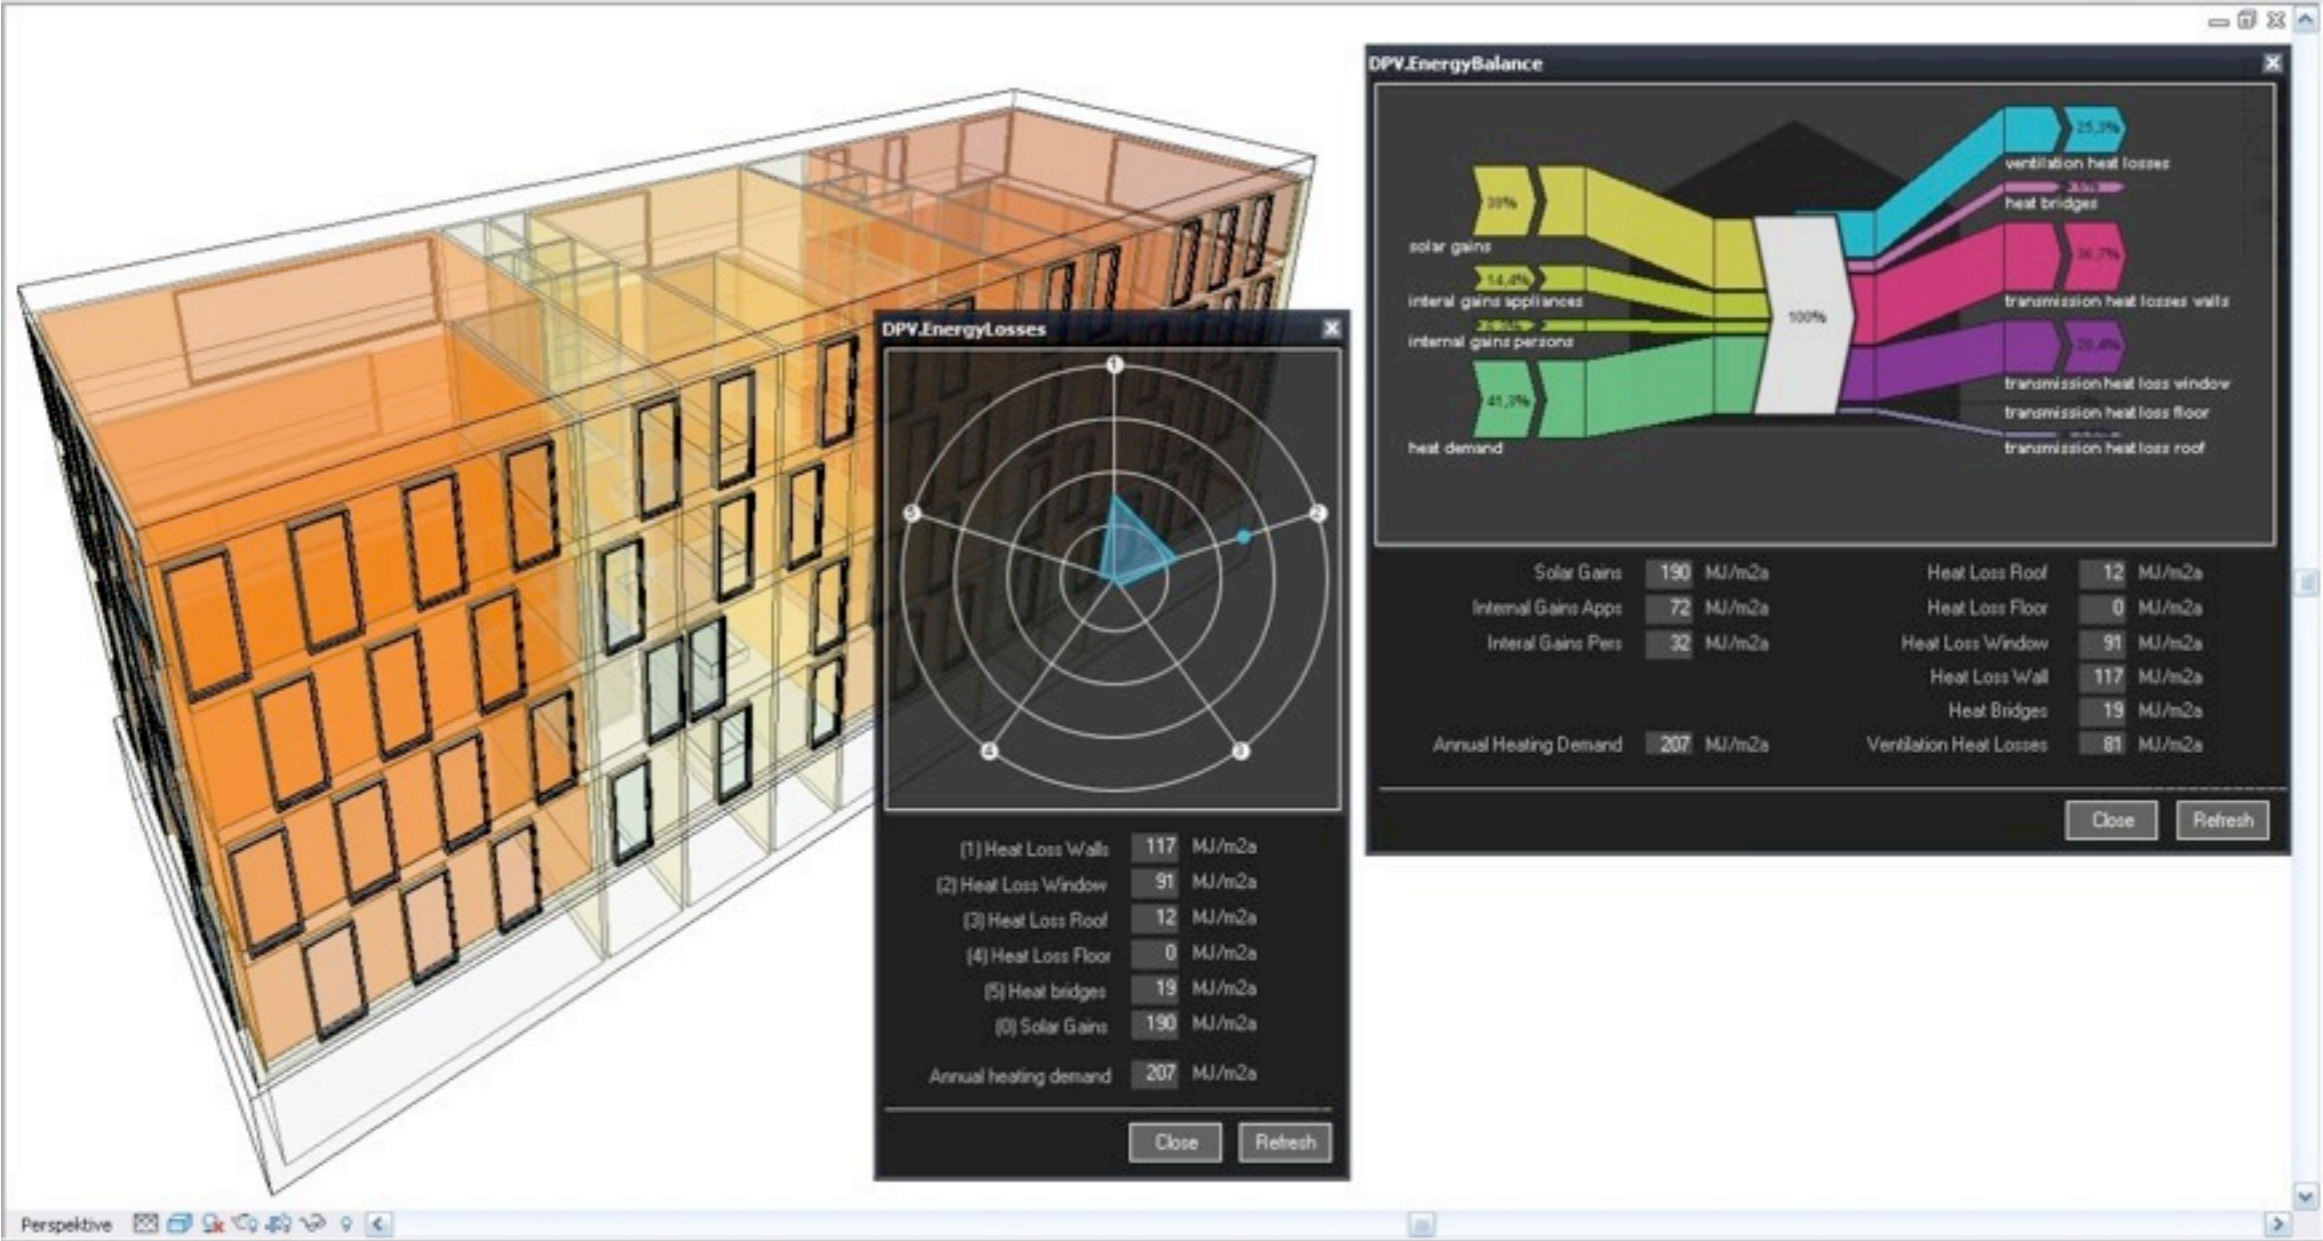 DPV.EnergyBalance
25,3%
ventilation heat losses
heat bridges
36,7%
transmission heat losses walls
28,4%
transmission heat loss window
transmission heat loss floor
transmission heat loss roof
38%
solar gains
14,4%
interal gains appliances
internal gains persons
41,3%
heat demand
100%
Solar Gains 190 MJ/m2a Heat Loss Roof 12 MJ/m2a
Internal Gains Apps 72 MJ/m2a Heat Loss Floor 0 MJ/m2a
Interal Gains Pers 32 MJ/m2a Heat Loss Window 91 MJ/m2a
Heat Loss Wall 117 MJ/m2a
Heat Bridges 19 MJ/m2a
Annual Heating Demand 207 MJ/m2a Ventilation Heat Losses 81 MJ/m2a
Close Refresh
DPV.EnergyLosses
1
2
3
4
5
(1) Heat Loss Walls 117 MJ/m2a
(2) Heat Loss Window 91 MJ/m2a
(3) Heat Loss Roof 12 MJ/m2a
(4) Heat Loss Floor 0 MJ/m2a
(5) Heat bridges 19 MJ/m2a
(0) Solar Gains 190 MJ/m2a
Annual heating demand 207 MJ/m2a
Close Refresh
Perspektive